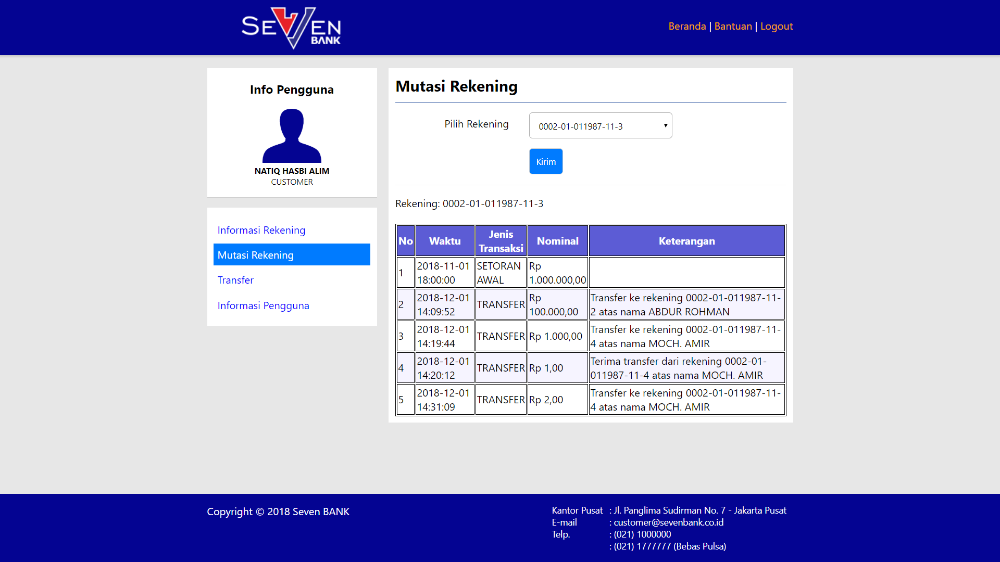 SEVEN
BANK
Beranda | Bantuan | Logout
Info Pengguna
NATIQ HASBI ALIM
CUSTOMER
Informasi Rekening
Mutasi Rekening
Transfer
Informasi Pengguna
Mutasi Rekening
Pilih Rekening 0002-01-011987-11-3
Kirim
Rekening: 0002-01-011987-11-3
No Waktu Jenis Transaksi Nominal Keterangan
1 2018-11-01 18:00:00 SETORAN AWAL Rp 1.000.000,00
2 2018-12-01 14:09:52 TRANSFER Rp 100.000,00 Transfer ke rekening 0002-01-011987-11-2 atas nama ABDUR ROHMAN
3 2018-12-01 14:19:44 TRANSFER Rp 1.000,00 Transfer ke rekening 0002-01-011987-11-4 atas nama MOCH. AMIR
4 2018-12-01 14:20:12 TRANSFER Rp 1,00 Terima transfer dari rekening 0002-01-011987-11-4 atas nama MOCH. AMIR
5 2018-12-01 14:31:09 TRANSFER Rp 2,00 Transfer ke rekening 0002-01-011987-11-4 atas nama MOCH. AMIR
Copyright © 2018 Seven BANK
Kantor Pusat : Jl. Panglima Sudirman No. 7 - Jakarta Pusat
E-mail : customer@sevenbank.co.id
Telp. : (021) 1000000
: (021) 1777777 (Bebas Pulsa)